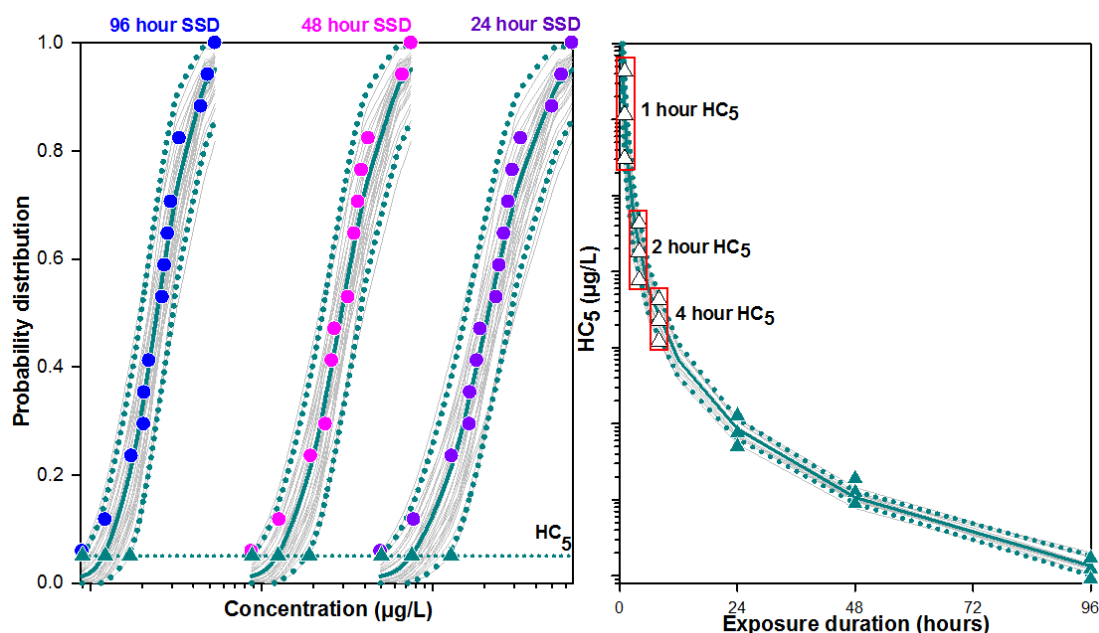 96 hour SSD
48 hour SSD
24 hour SSD
1.0
0.8
0.6
0.4
0.2
0.0
Probability distribution
HC5
Concentration (µg/L)
HC5 (µg/L)
1 hour HC5
2 hour HC5
4 hour HC5
0
24
48
72
96
Exposure duration (hours)